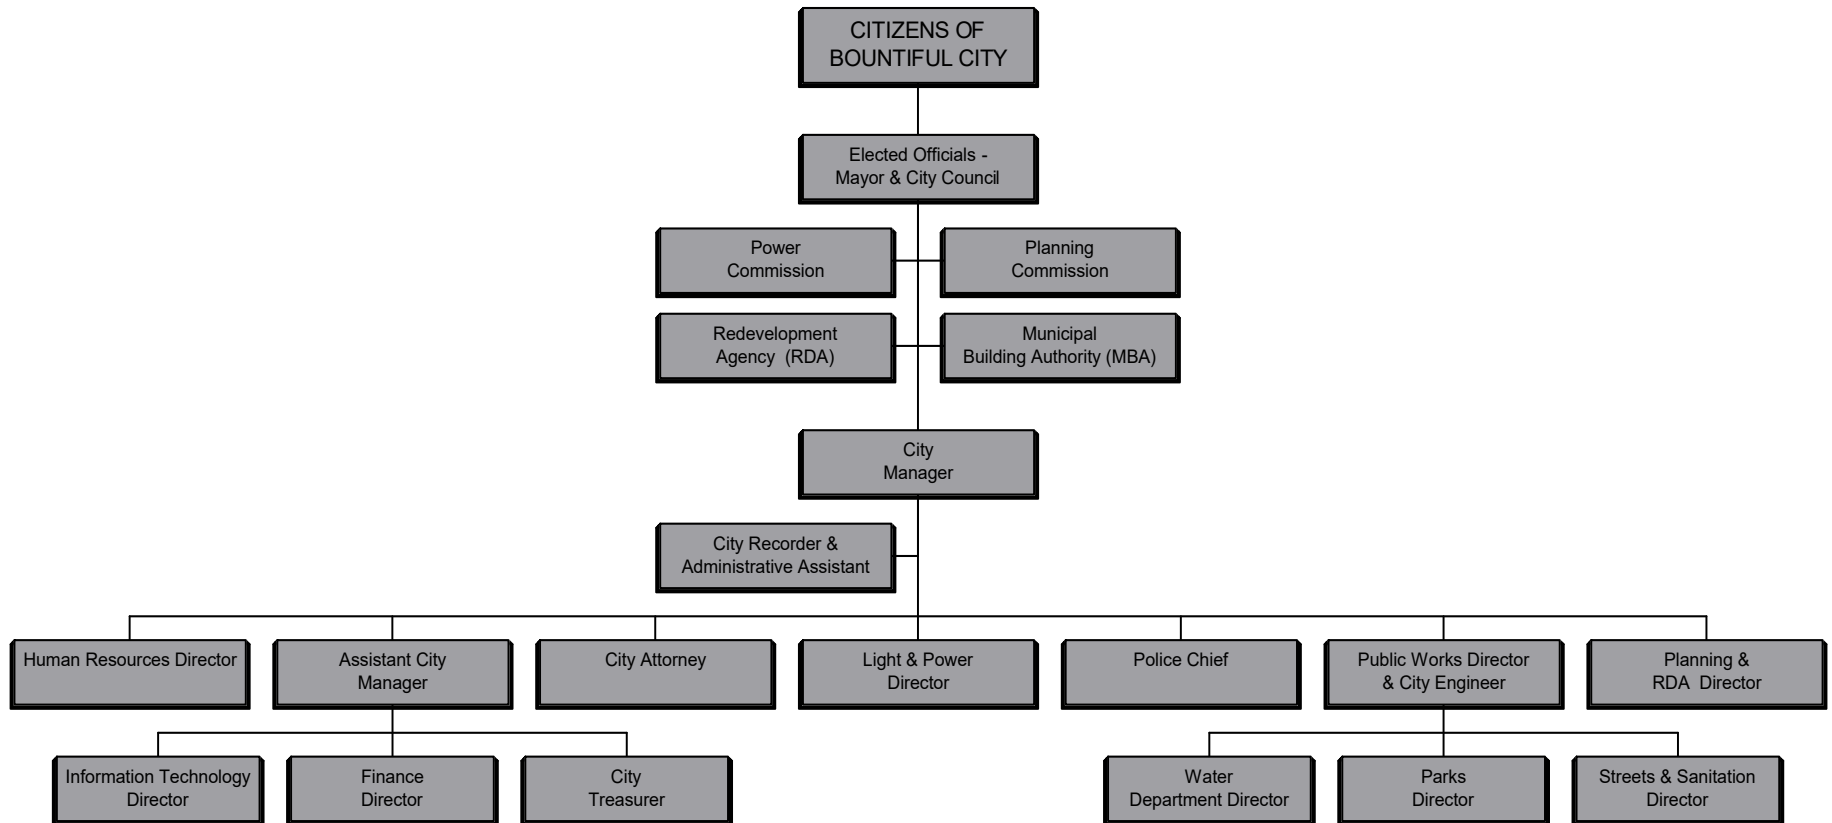 CITIZENS OF
BOUNTIFUL CITY
Elected Officials -
Mayor & City Council
Power
Commission
Planning
Commission
Redevelopment
Agency (RDA)
Municipal
Building Authority (MBA)
City
Manager
City Recorder &
Administrative Assistant
Human Resources Director
Assistant City
Manager
City Attorney
Light & Power
Director
Police Chief
Public Works Director
& City Engineer
Planning &
RDA Director
Information Technology
Director
Finance
Director
City
Treasurer
Water
Department Director
Parks
Director
Streets & Sanitation
Director